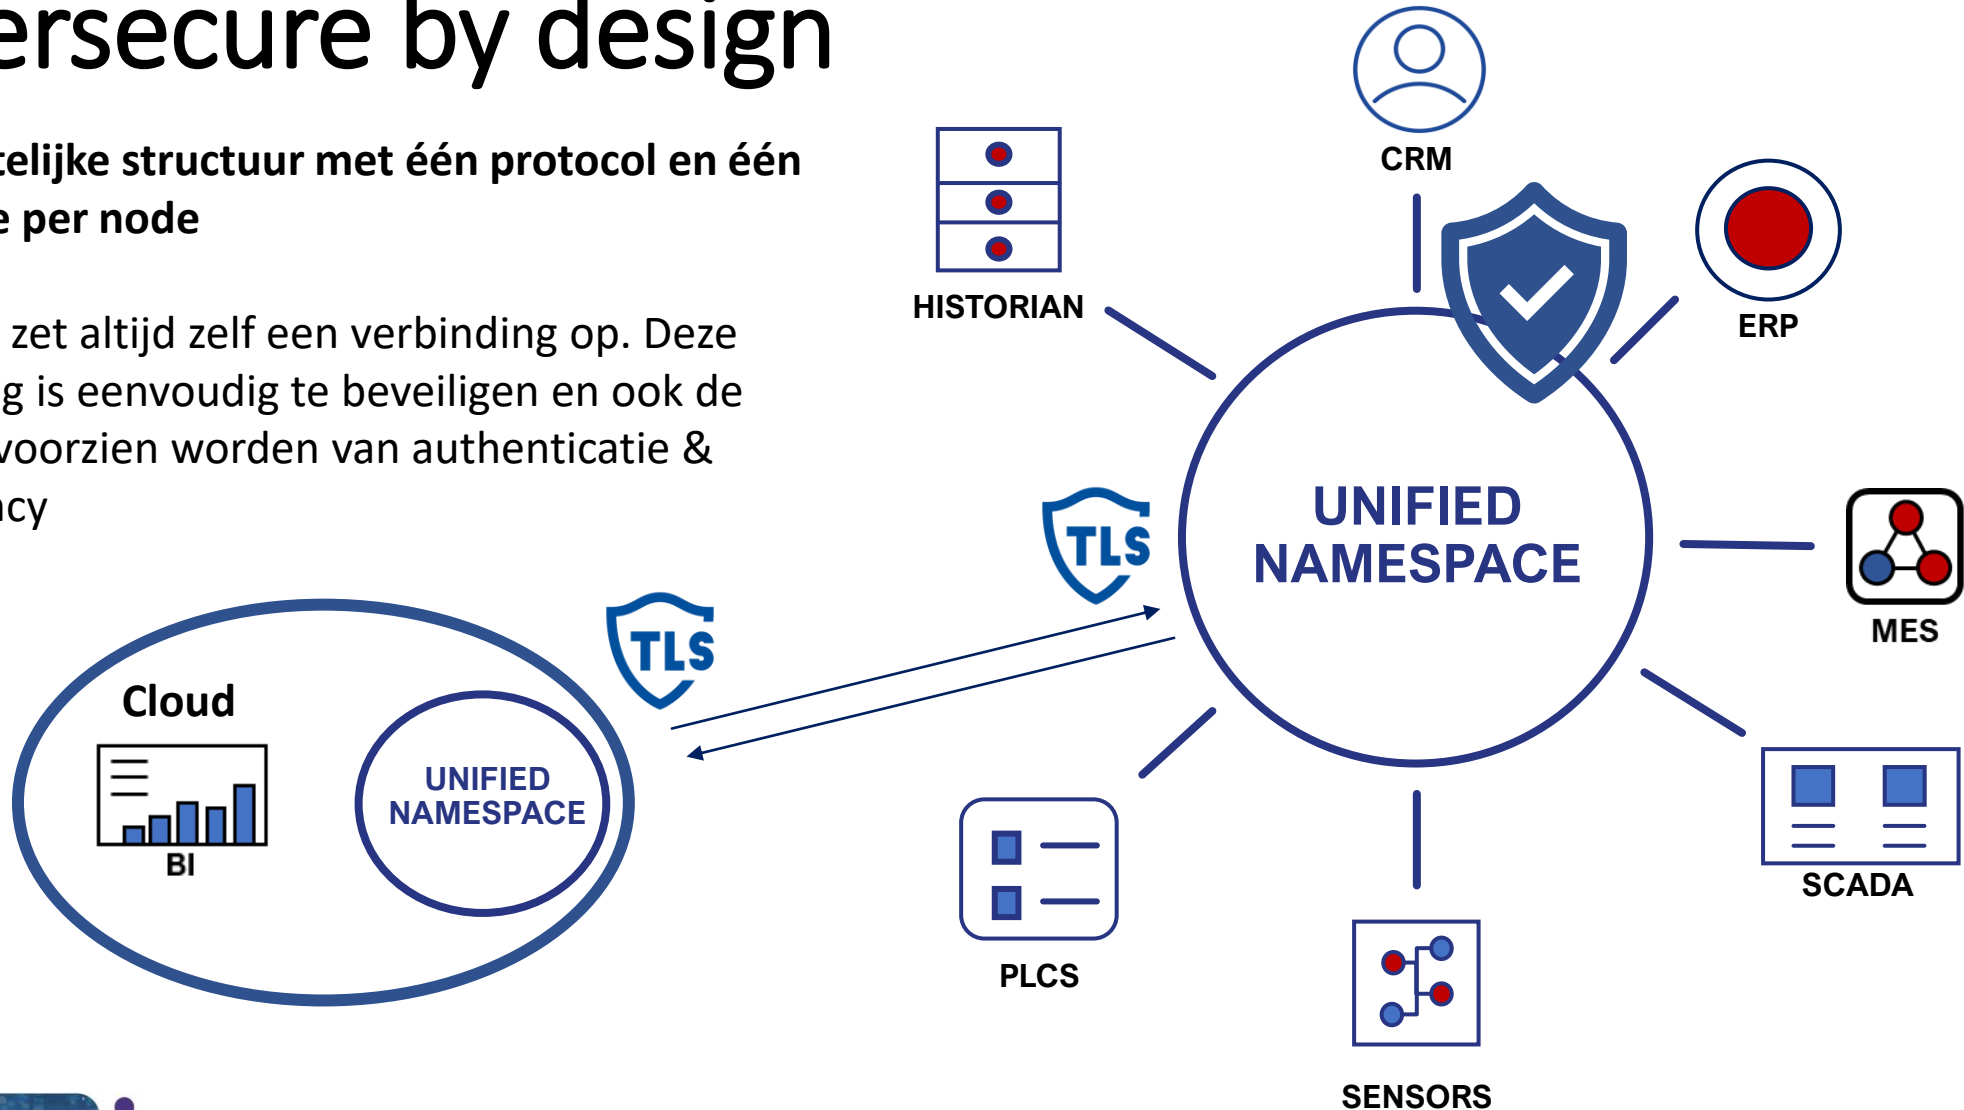 ersecure by design
telijke structuur met één protocol en één
e per node
zet altijd zelf een verbinding op. Deze
g is eenvoudig te beveiligen en ook de
voorzien worden van authenticatie &
ncy
CRM
HISTORIAN
ERP
UNIFIED
NAMESPACE
TLS
TLS
MES
Cloud
UNIFIED
NAMESPACE
BI
SCADA
PLCS
SENSORS